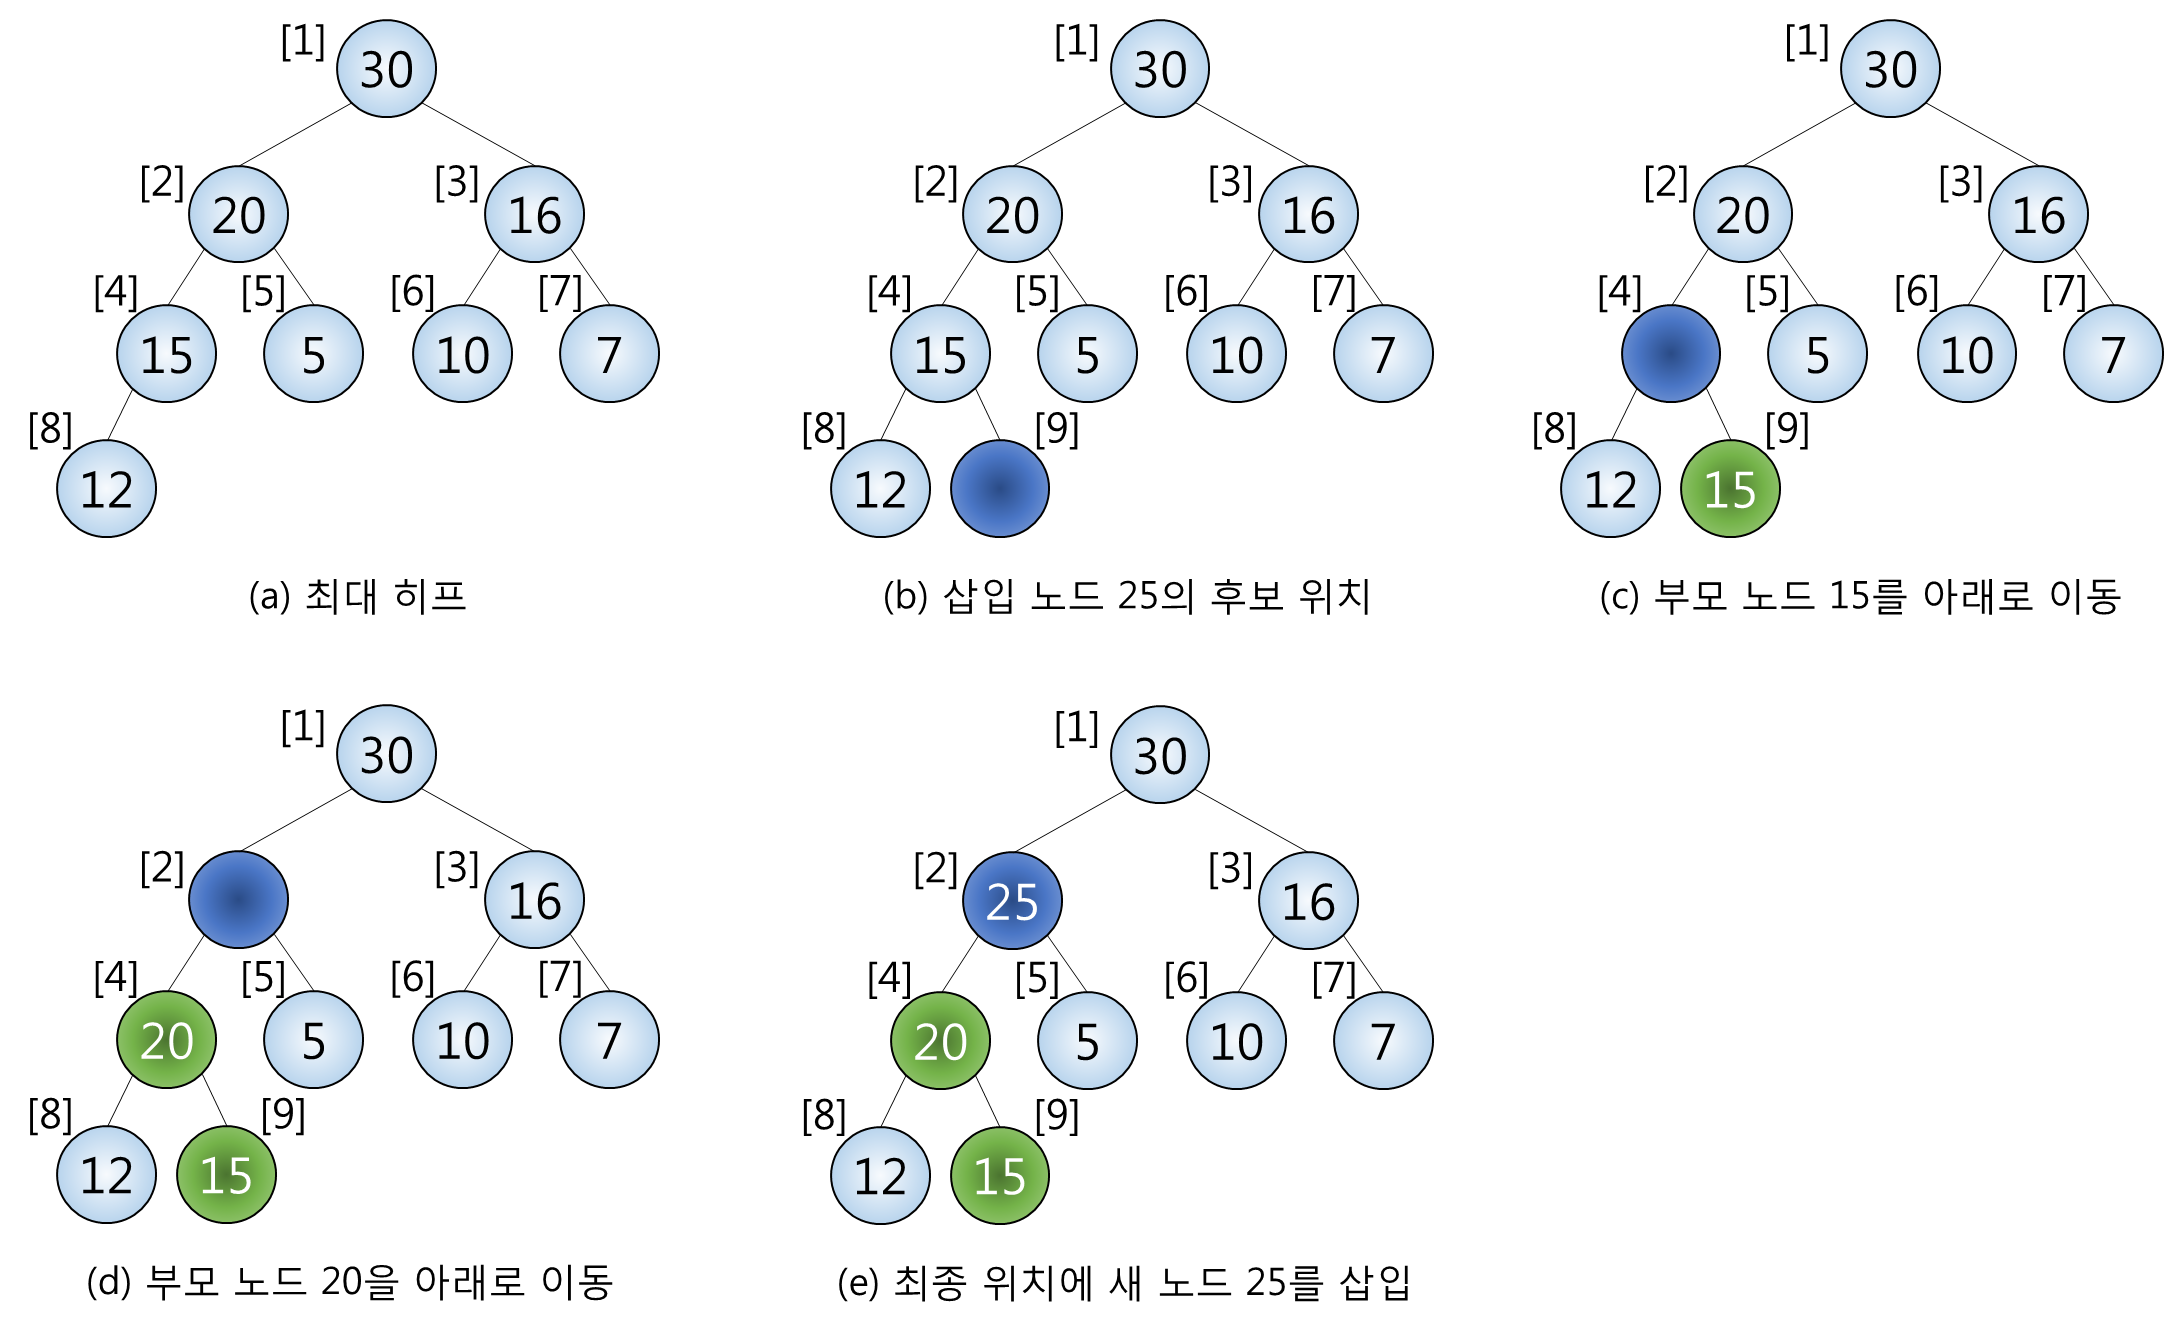 [1] 30 [1] 30 [1] 30
[2] 20 [3] 16 [2] 20 [3] 16 [2] 20 [3] 16
[4] 15 [5] 5 [6] 10 [7] 7 [4] 15 [5] 5 [6] 10 [7] 7 [4] [5] 5 [6] 10 [7] 7
[8] 12 [8] 12 [9] [8] 12 [9] 15
(a) 최대 히프 (b) 삽입 노드 25의 후보 위치 (c) 부모 노드 15를 아래로 이동
[1] 30 [1] 30
[2] [3] 16 [2] 25 [3] 16
[4] 20 [5] 5 [6] 10 [7] 7 [4] 20 [5] 5 [6] 10 [7] 7
[8] 12 [9] 15 [8] 12 [9] 15
(d) 부모 노드 20을 아래로 이동 (e) 최종 위치에 새 노드 25를 삽입